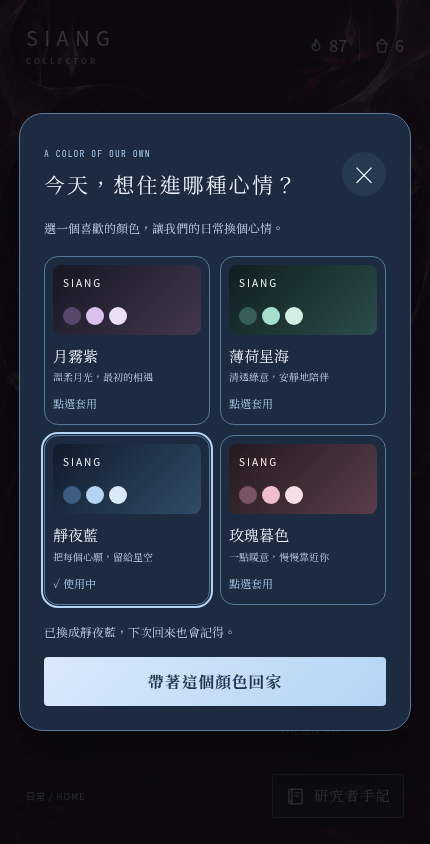 SIANG
COLLECTOR
87
6
A COLOR OF OUR OWN
今天，想住進哪種心情？
選一個喜歡的顏色，讓我們的日常換個心情。
SIANG
月霧紫
溫柔月光，最初的相遇
點選套用
SIANG
薄荷星海
清透綠意，安靜地陪伴
點選套用
SIANG
靜夜藍
把每個心願，留給星空
✓ 使用中
SIANG
玫瑰暮色
一點暖意，慢慢靠近你
點選套用
已換成靜夜藍，下次回來也會記得。
帶著這個顏色回家
日常 / HOME
研究者手記